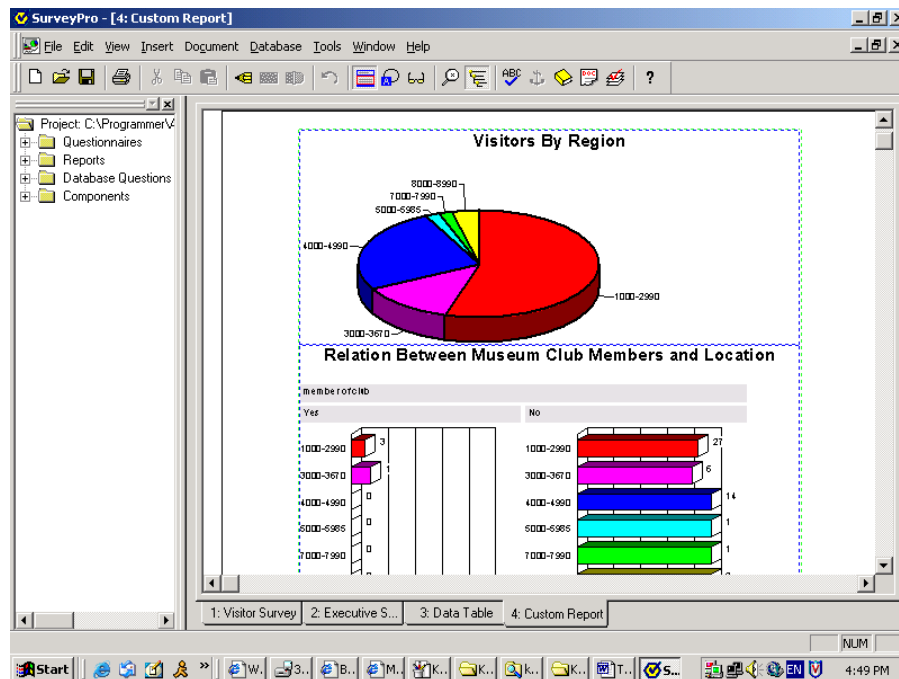 SurveyPro - [4: Custom Report]
File Edit View Insert Document Database Tools Window Help
ABC DOC ?
Project: C:\Programmer\A
Questionnaires
Reports
Database Questions
Components
Visitors By Region
8000-8990
7000-7990
5000-5985
4000-4990
1000-2990
3000-3670
Relation Between Museum Club Members and Location
memberofclub
Yes No
1000-2990 3 1000-2990 27
3000-3670 1 3000-3670 6
4000-4990 0 4000-4990 14
5000-5985 0 5000-5985 1
7000-7990 0 7000-7990 1
1: Visitor Survey 2: Executive S... 3: Data Table 4: Custom Report
NUM
Start » W.. 3.. B.. M.. K.. K.. k.. K.. T.. S... EN 4:49 PM